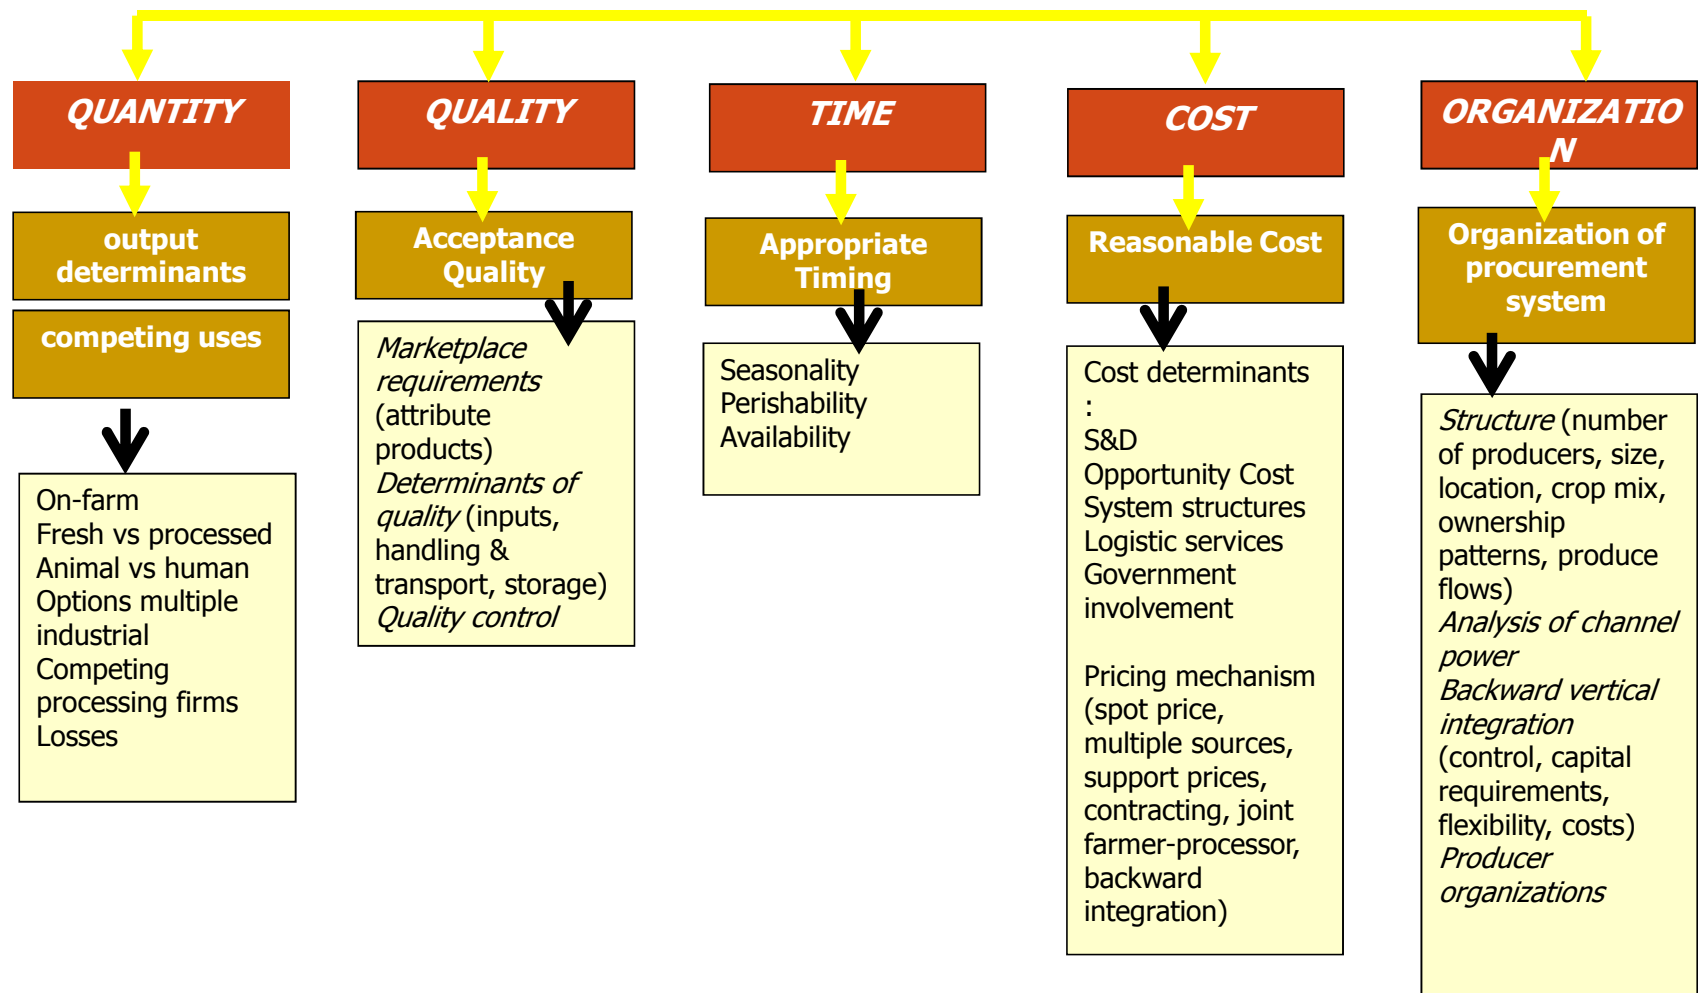 QUANTITY
output
determinants
competing uses
On-farm
Fresh vs processed
Animal vs human
Options multiple
industrial
Competing
processing firms
Losses
QUALITY
Acceptance
Quality
Marketplace
requirements
(attribute
products)
Determinants of
quality (inputs,
handling &
transport, storage)
Quality control
TIME
Appropriate
Timing
Seasonality
Perishability
Availability
COST
Reasonable Cost
Cost determinants
:
S&D
Opportunity Cost
System structures
Logistic services
Government
involvement
Pricing mechanism
(spot price,
multiple sources,
support prices,
contracting, joint
farmer-processor,
backward
integration)
ORGANIZATIO
N
Organization of
procurement
system
Structure (number
of producers, size,
location, crop mix,
ownership
patterns, produce
flows)
Analysis of channel
power
Backward vertical
integration
(control, capital
requirements,
flexibility, costs)
Producer
organizations